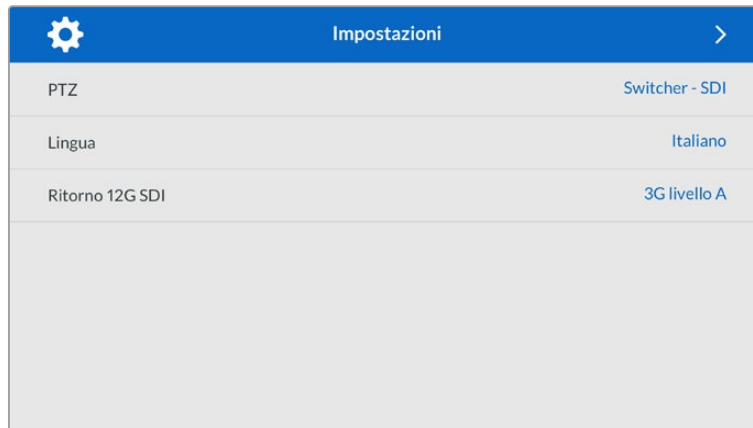 Impostazioni
PTZ Switcher - SDI
Lingua Italiano
Ritorno 12G SDI 3G livello A